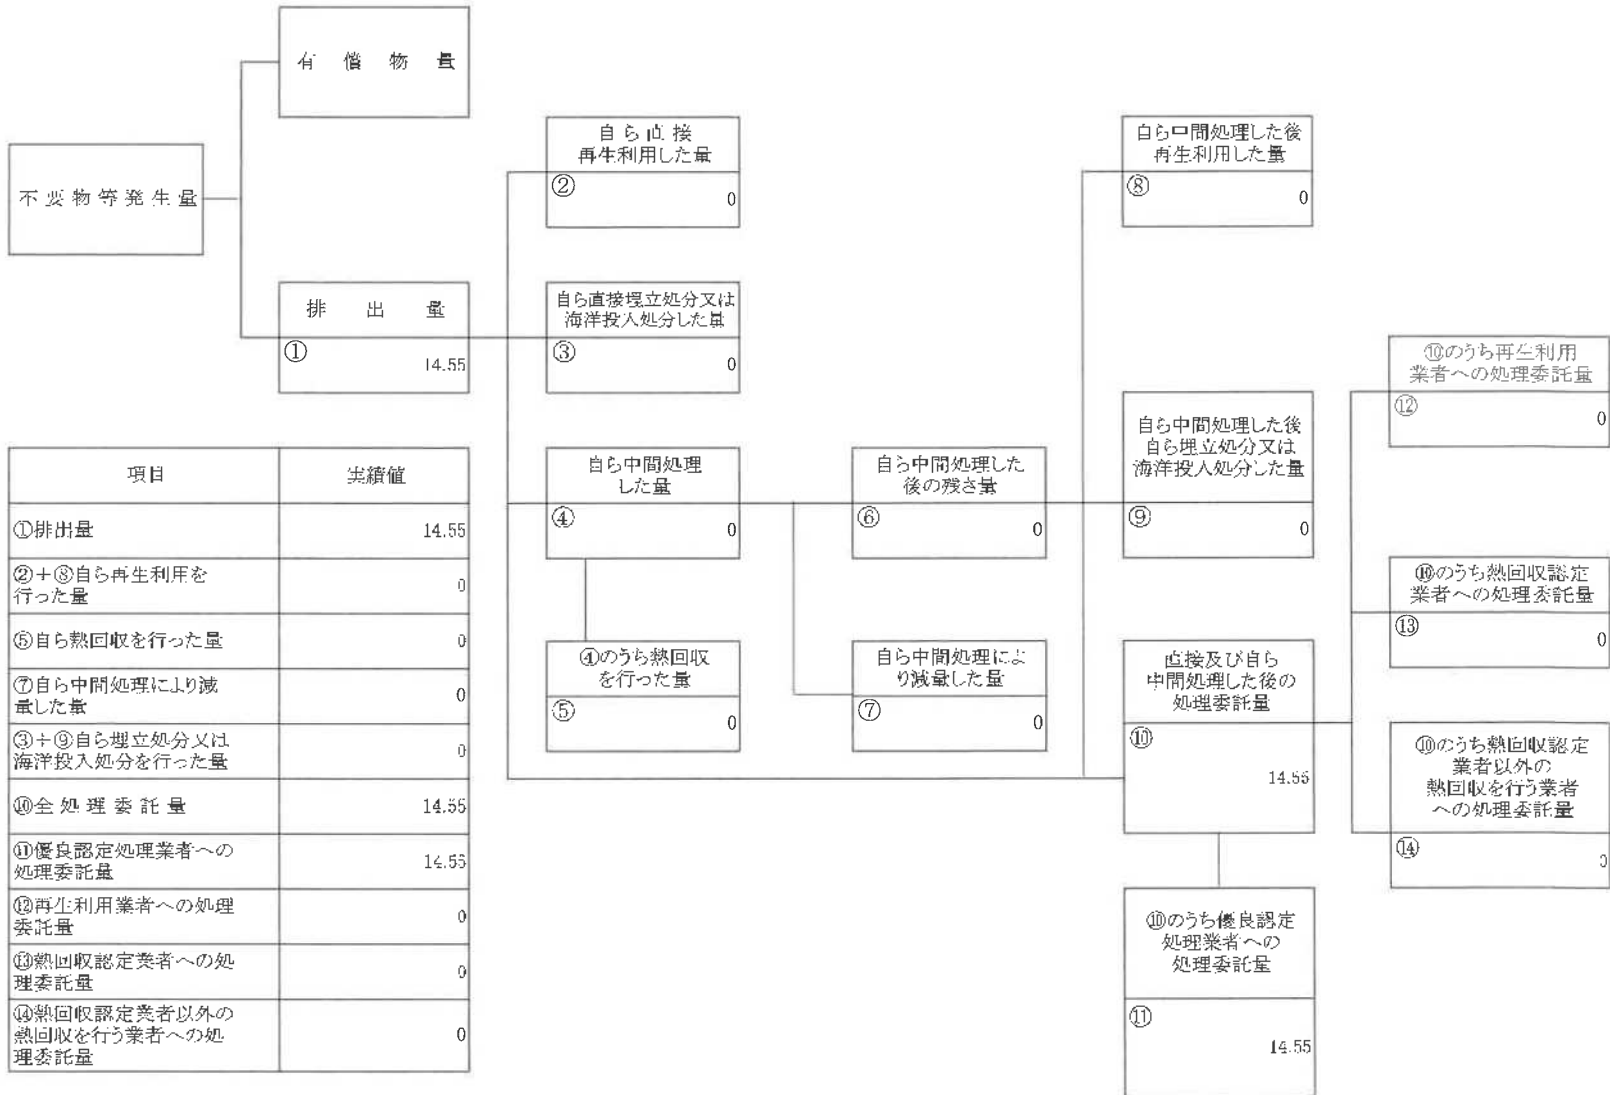 有償物量
不要物等発生量
排出量
①
14.55
自ら直接
再生利用した量
②
0
自ら直接埋立処分又は
海洋投入処分した量
③
0
自ら中間処理
した量
④
0
④のうち熱回収
を行った量
⑤
0
自ら中間処理した
後の残さ量
⑥
0
自ら中間処理によ
り減量した量
⑦
0
自ら中間処理した後
再生利用した量
⑧
0
自ら中間処理した後
自ら埋立処分又は
海洋投入処分した量
⑨
0
直接及び自ら
中間処理した後の
処理委託量
⑩
14.55
⑩のうち優良認定
処理業者への
処理委託量
⑪
14.55
⑩のうち再生利用
業者への処理委託量
⑫
0
⑩のうち熱回収認定
業者への処理委託量
⑬
0
⑩のうち熱回収認定
業者以外の
熱回収を行う業者
への処理委託量
⑭
0
項目 実績値
①排出量 14.55
②+⑧自ら再生利用を
行った量 0
⑤自ら熱回収を行った量 0
⑦自ら中間処理により減
量した量 0
③+⑨自ら埋立処分又は
海洋投入処分を行った量 0
⑩全処理委託量 14.55
⑪優良認定処理業者への
処理委託量 14.55
⑫再生利用業者への処理
委託量 0
⑬熱回収認定業者への処
理委託量 0
⑭熱回収認定業者以外の
熱回収を行う業者への処
理委託量 0